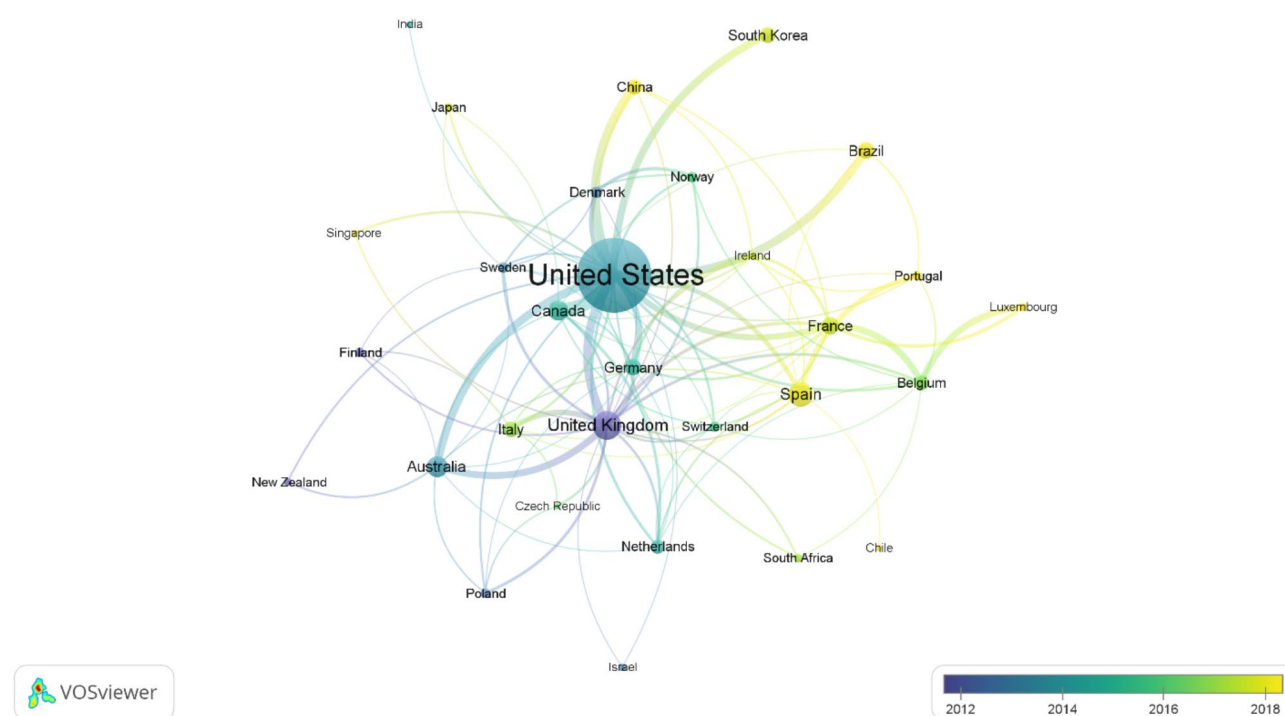 India
South Korea
China
Japan
Brazil
Norway
Denmark
Singapore
Ireland
Sweden
United States
Portugal
Luxembourg
Canada
France
Finland
Germany
Belgium
Spain
United Kingdom
Switzerland
Italy
Australia
New Zealand
Czech Republic
Netherlands
Chile
South Africa
Poland
Israel
VOSviewer
2012 2014 2016 2018